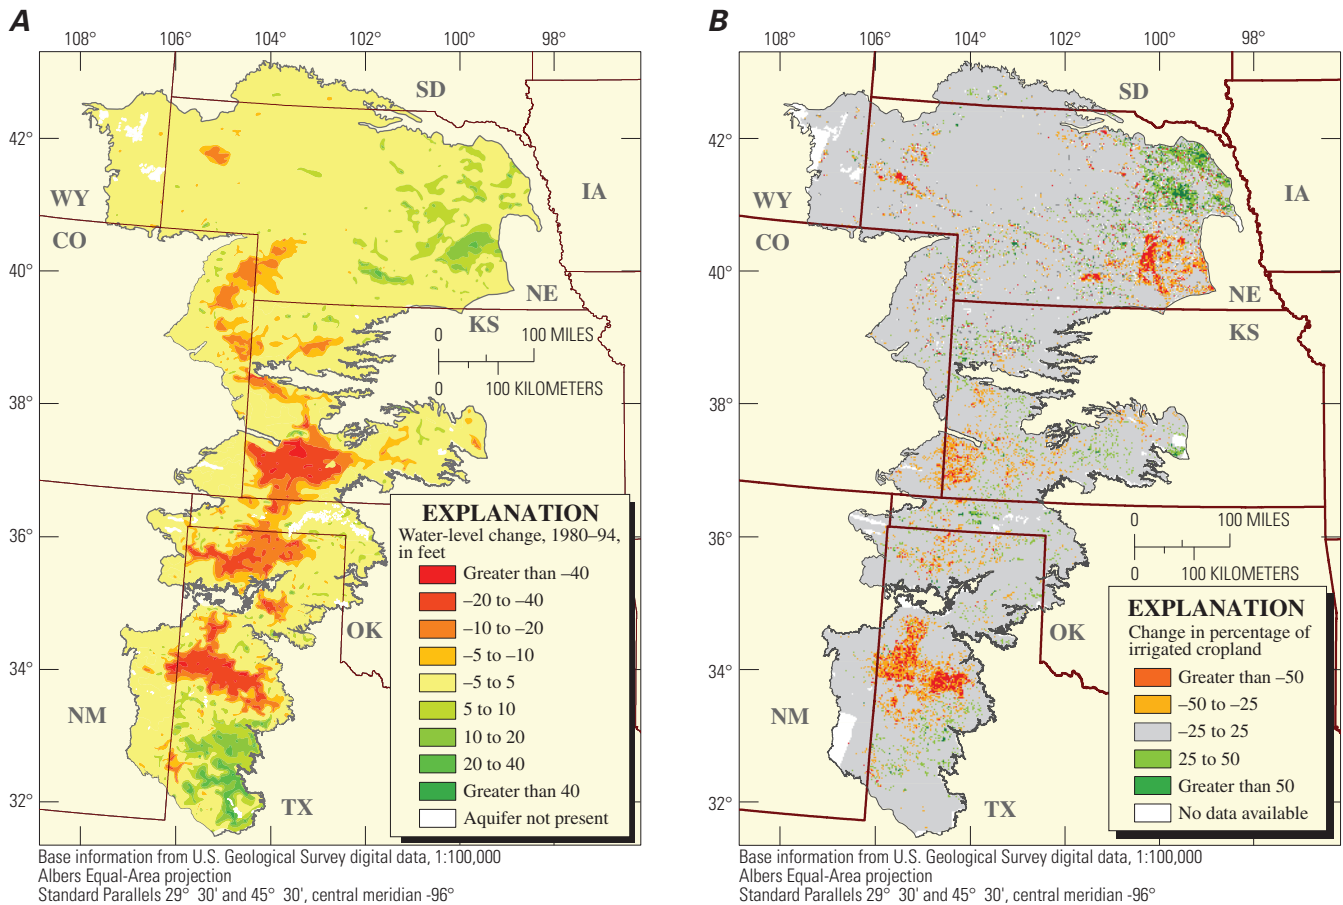 A
108° 106° 104° 102° 100° 98°
SD
42°
WY
IA
CO
40°
NE
KS
0 100 MILES
0 100 KILOMETERS
38°
36°
EXPLANATION
Water-level change, 1980–94,
in feet
Greater than –40
–20 to –40
–10 to –20
–5 to –10
–5 to 5
5 to 10
10 to 20
20 to 40
Greater than 40
Aquifer not present
OK
34°
NM
32°
TX
Base information from U.S. Geological Survey digital data, 1:100,000
Albers Equal-Area projection
Standard Parallels 29° 30' and 45° 30', central meridian -96°
B
108° 106° 104° 102° 100° 98°
SD
42°
WY
IA
CO
40°
NE
KS
38°
36°
0 100 MILES
0 100 KILOMETERS
EXPLANATION
Change in percentage of
irrigated cropland
Greater than –50
–50 to –25
–25 to 25
25 to 50
Greater than 50
No data available
OK
34°
NM
32°
TX
Base information from U.S. Geological Survey digital data, 1:100,000
Albers Equal-Area projection
Standard Parallels 29° 30' and 45° 30', central meridian -96°